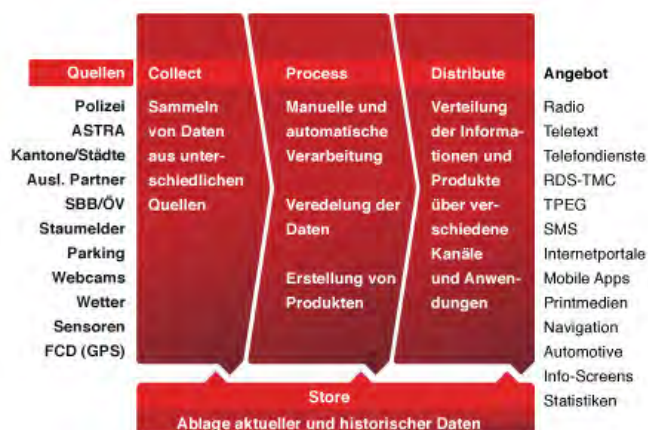 Quellen
Polizei
ASTRA
Kantone/Städte
Ausl. Partner
SBB/ÖV
Staumelder
Parking
Webcams
Wetter
Sensoren
FCD (GPS)
Collect
Sammeln
von Daten
aus unter-
schiedlichen
Quellen
Process
Manuelle und
automatische
Verarbeitung
Veredelung der
Daten
Erstellung von
Produkten
Distribute
Verteilung
der Informa-
tionen und
Produkte
über ver-
schiedene
Kanäle
und Anwen-
dungen
Angebot
Radio
Teletext
Telefondienste
RDS-TMC
TPEG
SMS
Internetportale
Mobile Apps
Printmedien
Navigation
Automotive
Info-Screens
Statistiken
Store
Ablage aktueller und historischer Daten